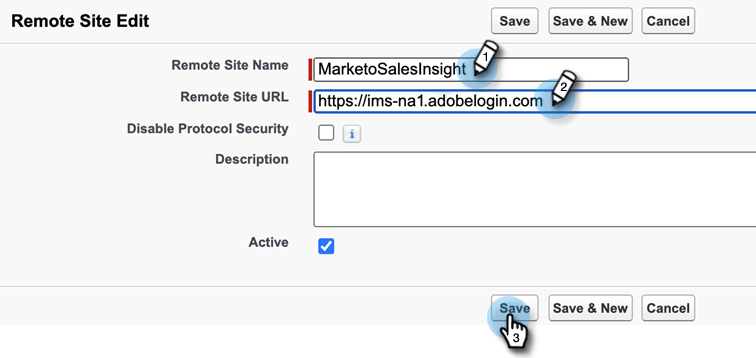 Remote Site Edit Save Save & New Cancel
Remote Site Name MarketoSalesInsight 1
Remote Site URL https://ims-na1.adobelogin.com 2
Disable Protocol Security i
Description
Active
Save Save & New Cancel
3